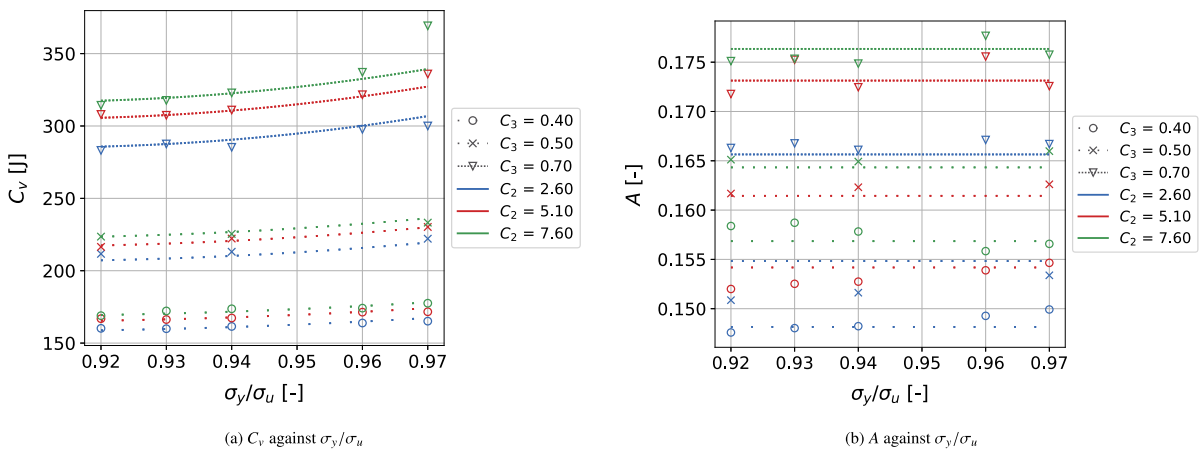 350
300
250
200
150
C_v [J]
0.92 0.93 0.94 0.95 0.96 0.97
σ_y/σ_u [-]
C_3 = 0.40
C_3 = 0.50
C_3 = 0.70
C_2 = 2.60
C_2 = 5.10
C_2 = 7.60
(a) C_v against σ_y/σ_u
0.175
0.170
0.165
0.160
0.155
0.150
A [-]
0.92 0.93 0.94 0.95 0.96 0.97
σ_y/σ_u [-]
C_3 = 0.40
C_3 = 0.50
C_3 = 0.70
C_2 = 2.60
C_2 = 5.10
C_2 = 7.60
(b) A against σ_y/σ_u